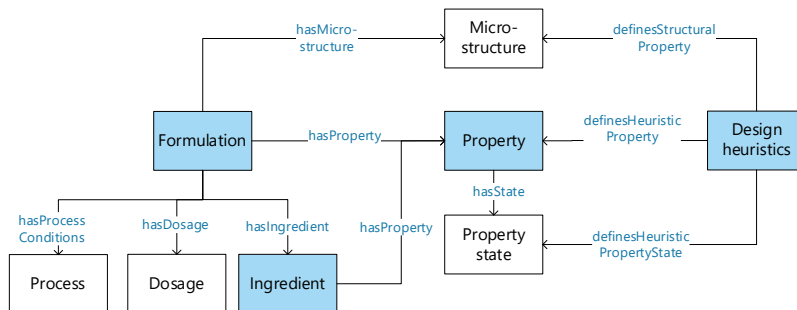 hasMicro-
structure
Micro-
structure
definesStructural
Property
Formulation
hasProperty
Property
definesHeuristic
Property
Design
heuristics
hasState
hasProcess
Conditions
hasDosage
hasIngredient
hasProperty
Property
state
definesHeuristic
PropertyState
Process
Dosage
Ingredient